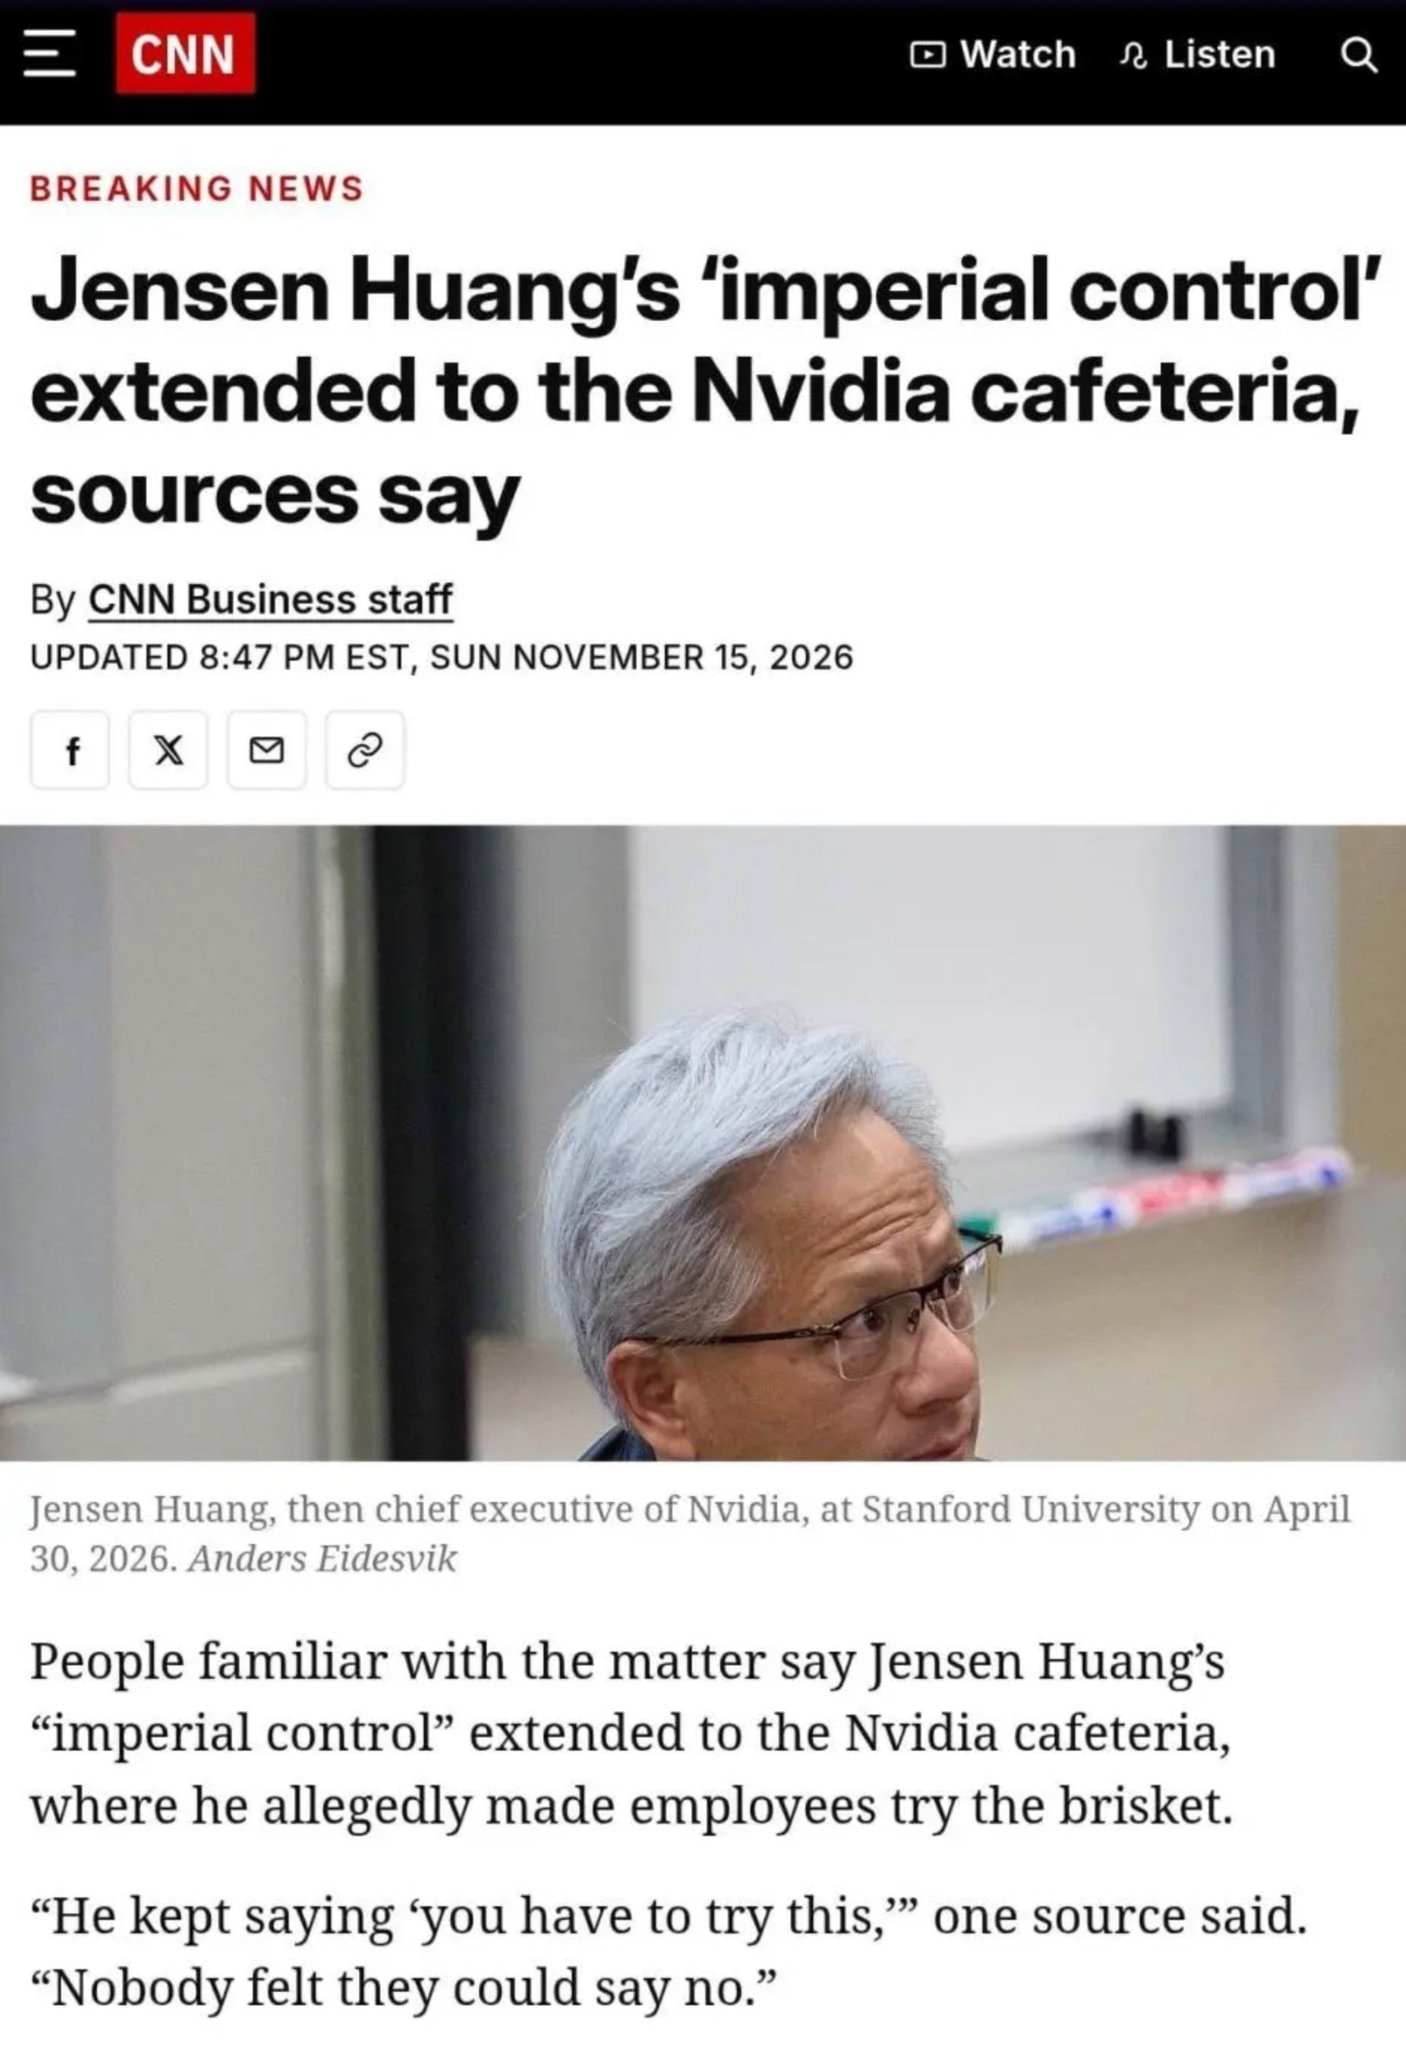 CNN
Watch
Listen
BREAKING NEWS
Jensen Huang’s ‘imperial control’
extended to the Nvidia cafeteria,
sources say
By CNN Business staff
UPDATED 8:47 PM EST, SUN NOVEMBER 15, 2026
f
X
Jensen Huang, then chief executive of Nvidia, at Stanford University on April
30, 2026. Anders Eidesvik
People familiar with the matter say Jensen Huang’s
“imperial control” extended to the Nvidia cafeteria,
where he allegedly made employees try the brisket.
“He kept saying ‘you have to try this,’” one source said.
“Nobody felt they could say no.”